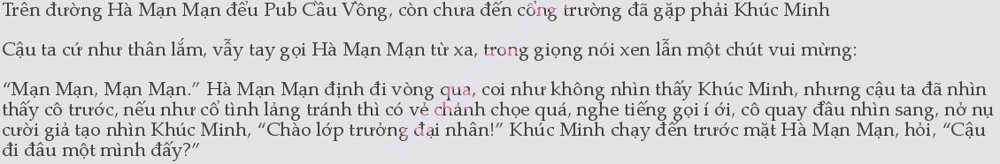 Trên đường Hà Mạn Mạn đểu Pub Cầu Vồng, còn chưa đến cổng trường đã gặp phải Khúc Minh
Cậu ta cứ như thân lắm, vẫy tay gọi Hà Mạn Mạn từ xa, trong giọng nói xen lẫn một chút vui mừng:
“Mạn Mạn, Mạn Mạn.” Hà Mạn Mạn định đi vòng qua, coi như không nhìn thấy Khúc Minh, nhưng cậu ta đã nhìn
thấy cô trước, nếu như cổ tình lảng tránh thì có vẻ chảnh chọe quá, nghe tiếng gọi í ới, cô quay đầu nhìn sang, nở nụ
cười giả tạo nhìn Khúc Minh, “Chào lớp trưởng đại nhân!” Khúc Minh chạy đến trước mặt Hà Mạn Mạn, hỏi, “Cậu
đi đâu một mình đấy?”